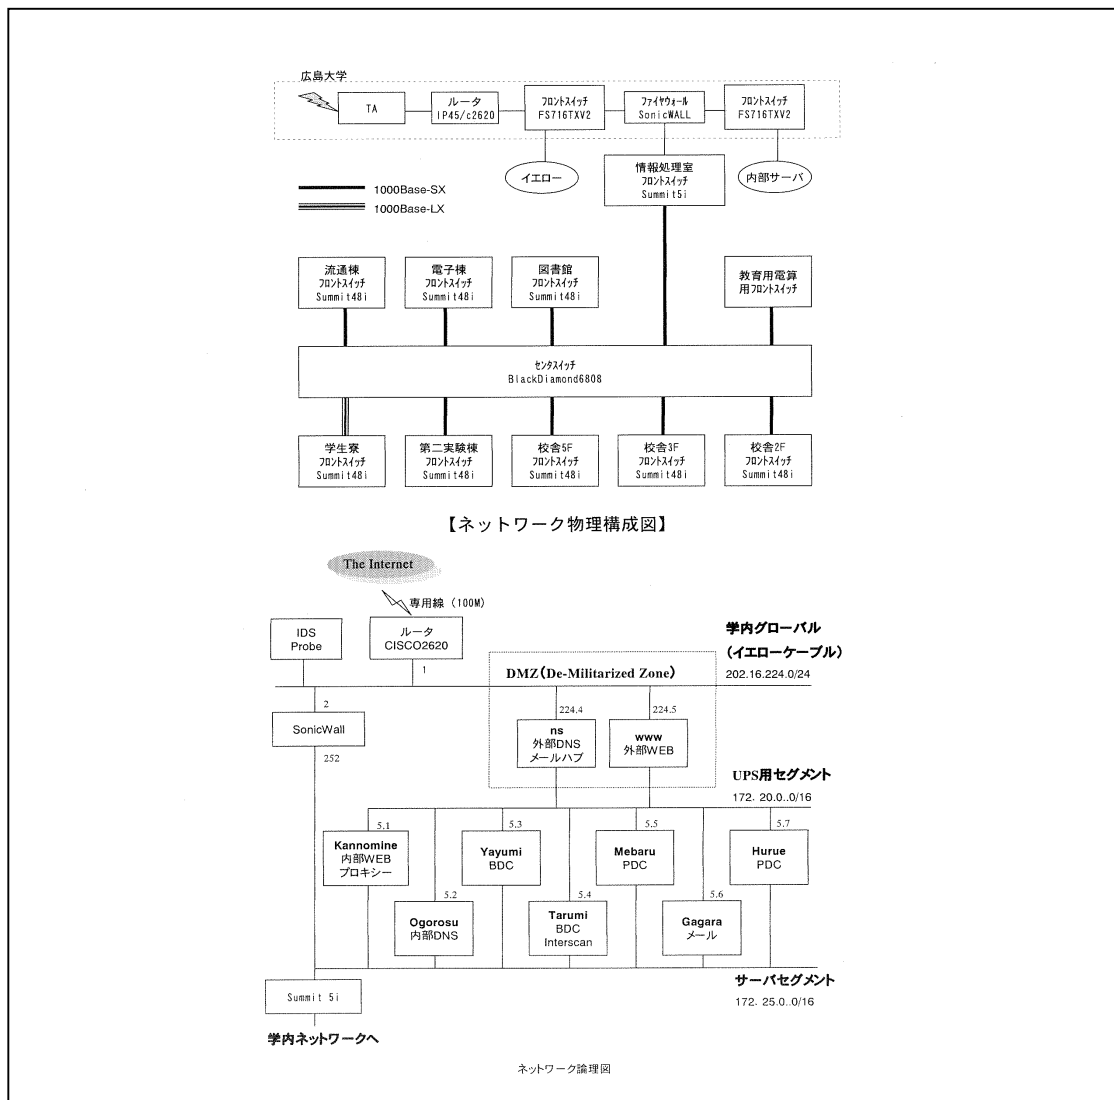 広島大学
TA
ルータ
IP45/c2620
フロントスイッチ
FS716TXV2
ファイヤウォール
SonicWALL
フロントスイッチ
FS716TXV2
イエロー
情報処理室
フロントスイッチ
Summit5i
内部サーバ
1000Base-SX
1000Base-LX
流通棟
フロントスイッチ
Summit48i
電子棟
フロントスイッチ
Summit48i
図書館
フロントスイッチ
Summit48i
教育用電算
用フロントスイッチ
センタスイッチ
BlackDiamond6808
学生寮
フロントスイッチ
Summit48i
第二実験棟
フロントスイッチ
Summit48i
校舎5F
フロントスイッチ
Summit48i
校舎3F
フロントスイッチ
Summit48i
校舎2F
フロントスイッチ
Summit48i
【ネットワーク物理構成図】
The Internet
専用線（100M）
IDS
Probe
ルータ
CISCO2620
1
学内グローバル
（イエローケーブル）
202.16.224.0/24
DMZ（De-Militarized Zone）
2
SonicWall
252
224.4
ns
外部DNS
メールハブ
224.5
www
外部WEB
UPS用セグメント
172. 20.0..0/16
5.1
Kannomine
内部WEB
プロキシー
5.2
Ogorosu
内部DNS
5.3
Yayumi
BDC
5.4
Tarumi
BDC
Interscan
5.5
Mebaru
PDC
5.6
Gagara
メール
5.7
Hurue
PDC
サーバセグメント
172. 25.0..0/16
Summit 5i
学内ネットワークへ
ネットワーク論理図